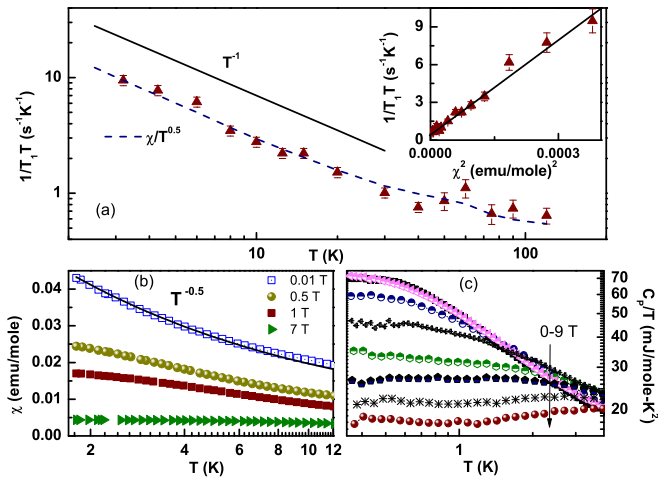 10
1
1/T₁T (s⁻¹K⁻¹)
T⁻¹
χ/T⁰·⁵
(a)
10
100
T (K)
9
6
3
0
1/T₁T (s⁻¹K⁻¹)
0.0000
0.0003
χ² (emu/mole)²
(b)
T⁻⁰·⁵
0.01 T
0.5 T
1 T
7 T
0.04
0.03
0.02
0.01
0.00
χ (emu/mole)
2
4
6
8
10
12
T (K)
(c)
0-9 T
70
60
50
40
30
20
Cₚ/T (mJ/mole-K²)
1
T (K)